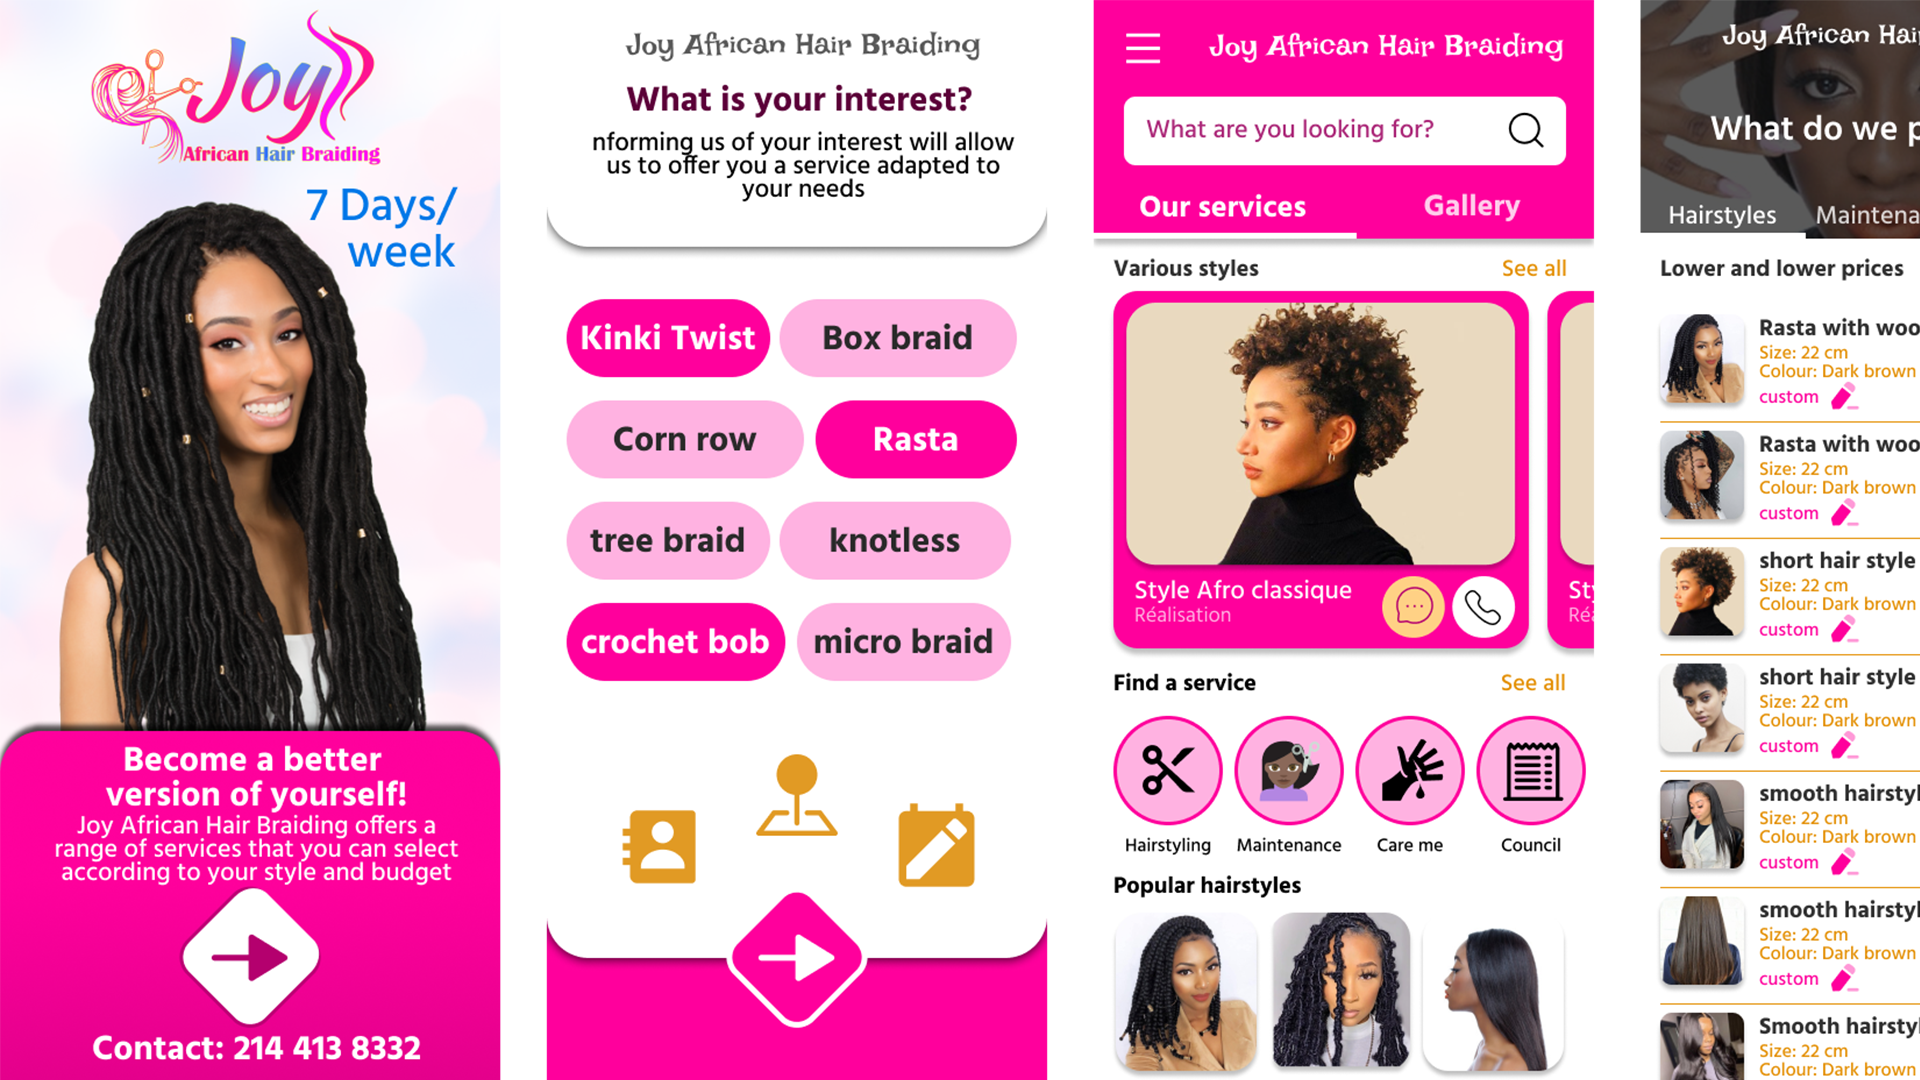 Joy
African Hair Braiding
7 Days/
week
Become a better
version of yourself!
Joy African Hair Braiding offers a
range of services that you can select
according to your style and budget
Contact: 214 413 8332
Joy African Hair Braiding
What is your interest?
nforming us of your interest will allow
us to offer you a service adapted to
your needs
Kinki Twist
Box braid
Corn row
Rasta
tree braid
knotless
crochet bob
micro braid
Joy African Hair Braiding
What are you looking for?
Our services
Gallery
Various styles
See all
Style Afro classique
Réalisation
Sty
Réa
Find a service
See all
Hairstyling
Maintenance
Care me
Council
Popular hairstyles
Joy African Hai
What do we p
Hairstyles
Maintena
Lower and lower prices
Rasta with woo
Size: 22 cm
Colour: Dark brown
custom
Rasta with woo
Size: 22 cm
Colour: Dark brown
custom
short hair style
Size: 22 cm
Colour: Dark brown
custom
short hair style
Size: 22 cm
Colour: Dark brown
custom
smooth hairstyl
Size: 22 cm
Colour: Dark brown
custom
smooth hairstyl
Size: 22 cm
Colour: Dark brown
custom
Smooth hairstyl
Size: 22 cm
Colour: Dark brown